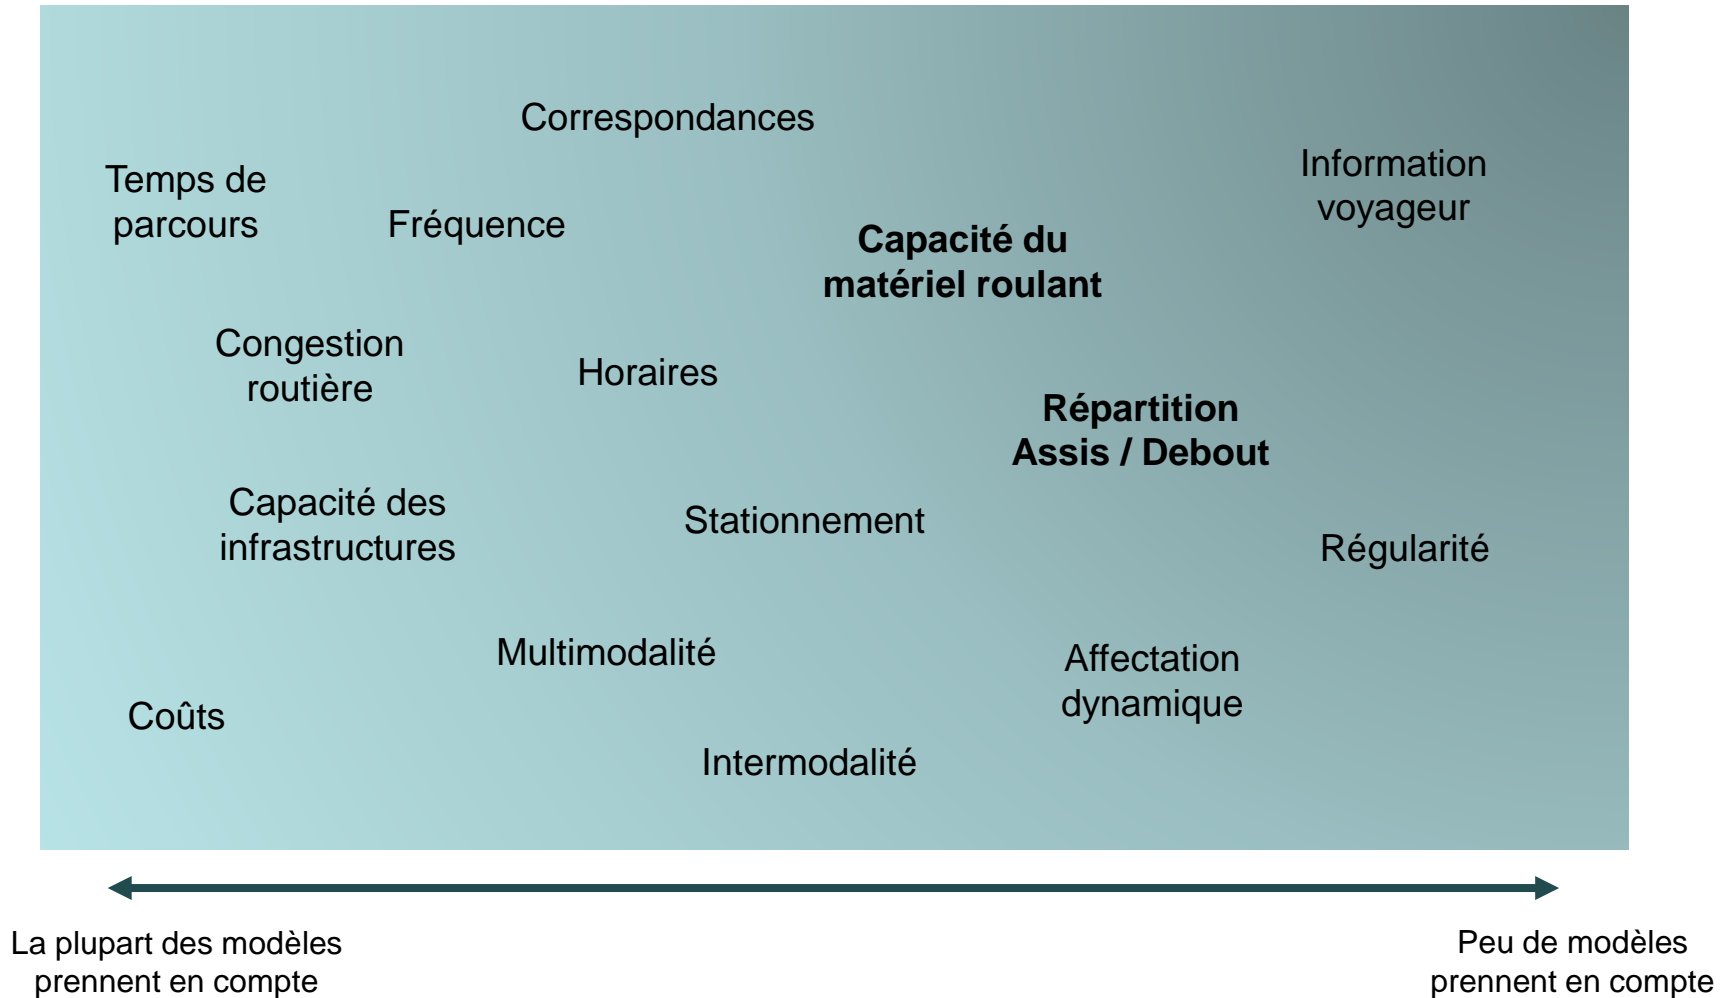 Correspondances
Temps de
parcours
Fréquence
Information
voyageur
Capacité du
matériel roulant
Congestion
routière
Horaires
Répartition
Assis / Debout
Capacité des
infrastructures
Stationnement
Régularité
Multimodalité
Affectation
dynamique
Coûts
Intermodalité
La plupart des modèles
prennent en compte
Peu de modèles
prennent en compte